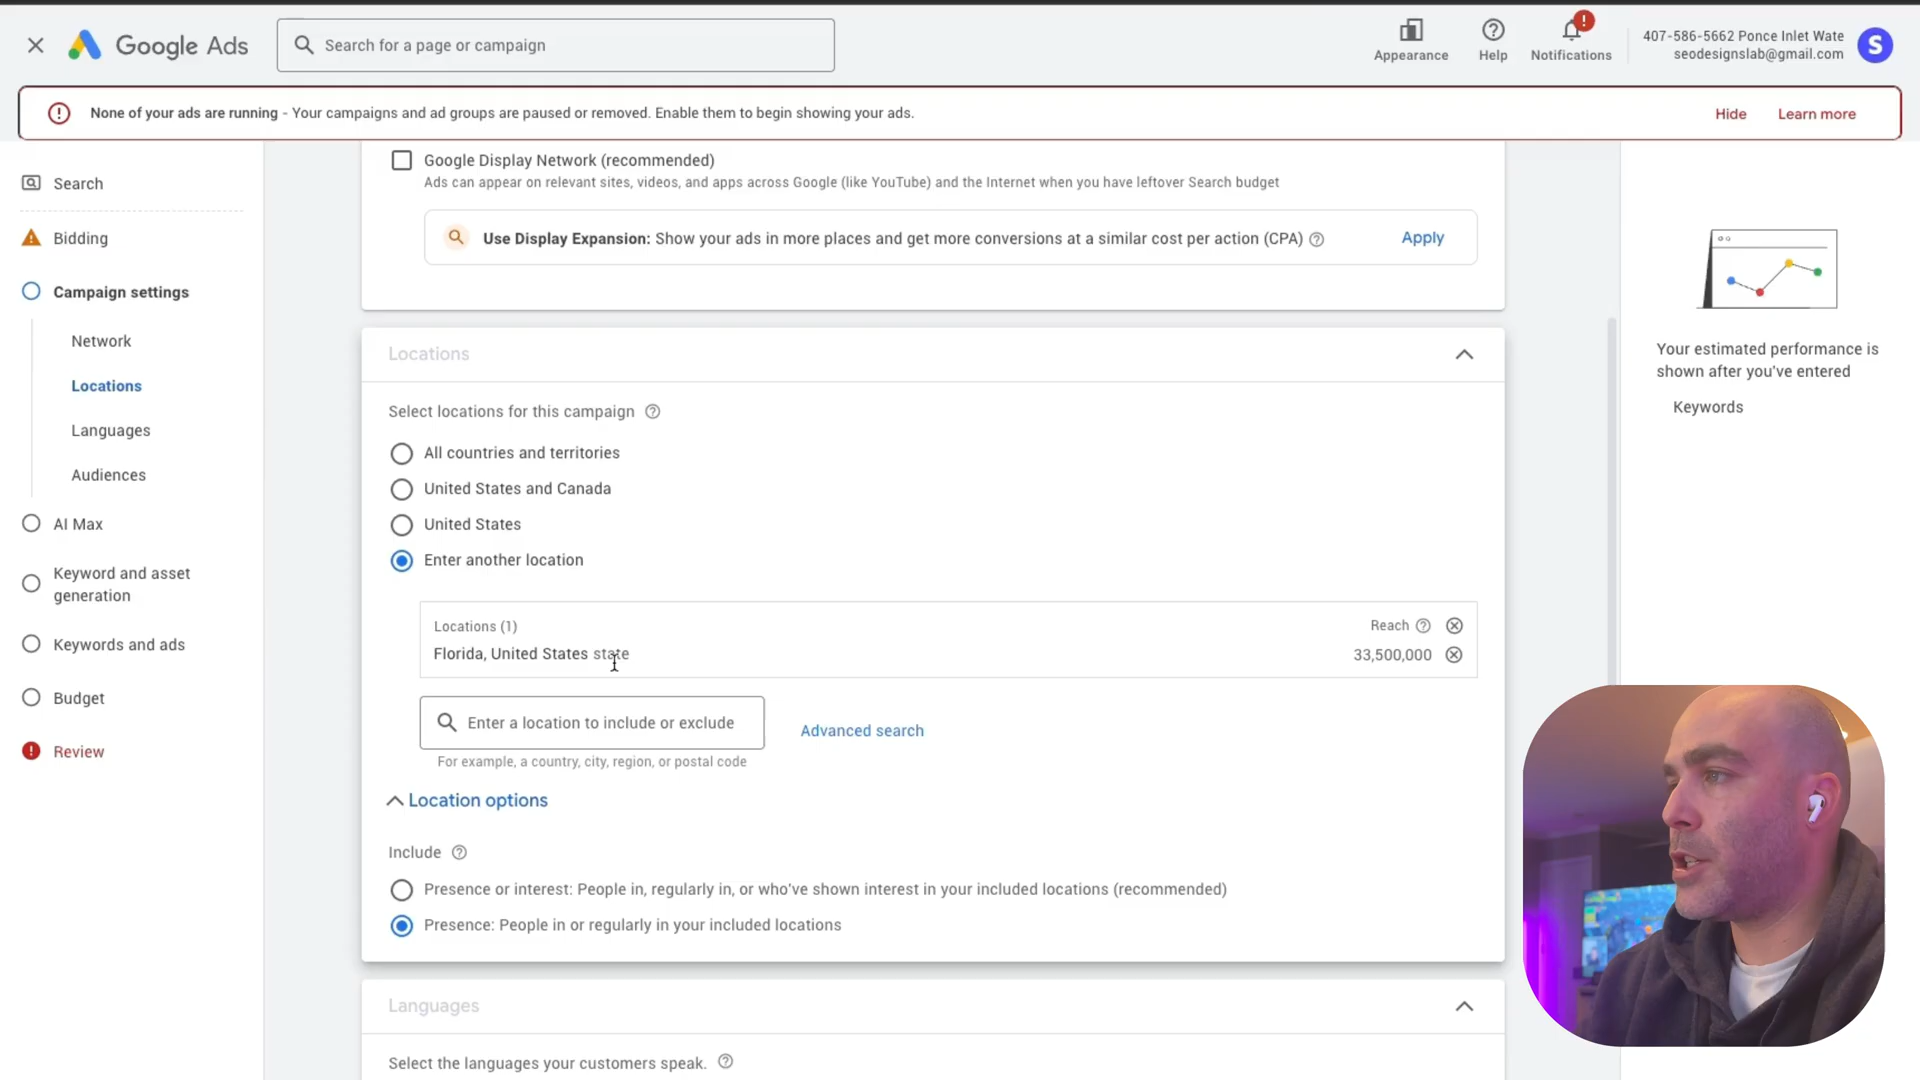 Google Ads
Search for a page or campaign
Appearance
Help
Notifications
407-586-5662 Ponce Inlet Wate
seodesignslab@gmail.com
S
None of your ads are running - Your campaigns and ad groups are paused or removed. Enable them to begin showing your ads.
Hide
Learn more
Search
Bidding
Campaign settings
Network
Locations
Languages
Audiences
AI Max
Keyword and asset
generation
Keywords and ads
Budget
Review
Google Display Network (recommended)
Ads can appear on relevant sites, videos, and apps across Google (like YouTube) and the Internet when you have leftover Search budget
Use Display Expansion: Show your ads in more places and get more conversions at a similar cost per action (CPA)
Apply
Locations
Select locations for this campaign
All countries and territories
United States and Canada
United States
Enter another location
Locations (1)
Reach
Florida, United States state
33,500,000
Enter a location to include or exclude
Advanced search
For example, a country, city, region, or postal code
Location options
Include
Presence or interest: People in, regularly in, or who've shown interest in your included locations (recommended)
Presence: People in or regularly in your included locations
Languages
Select the languages your customers speak.
Your estimated performance is
shown after you've entered
Keywords